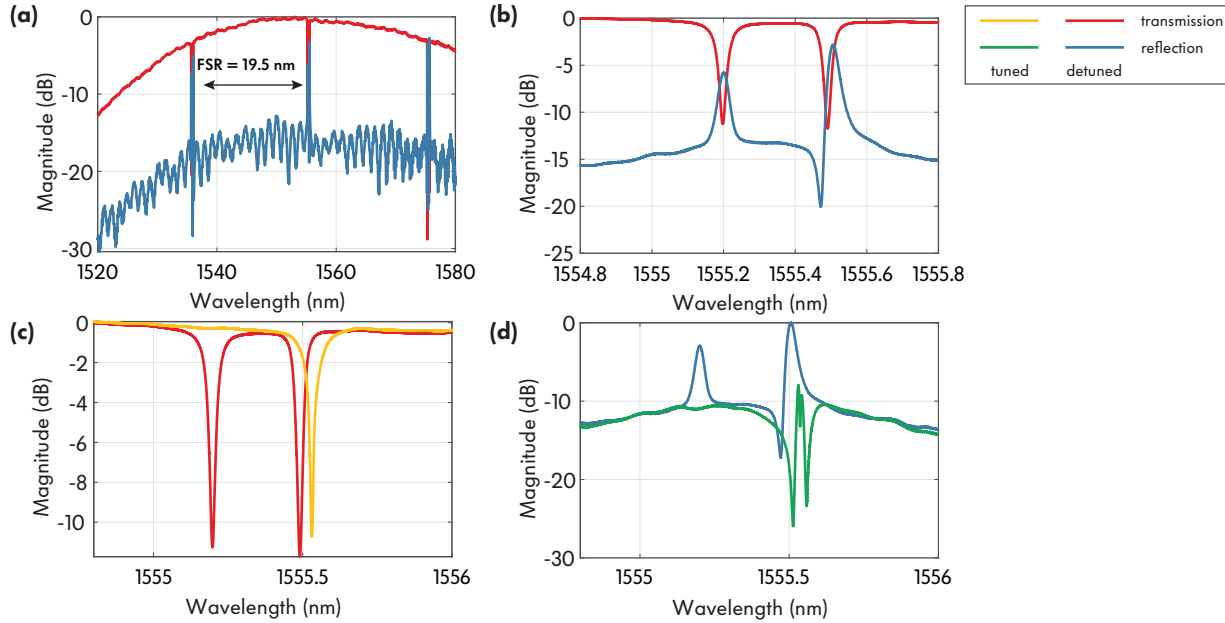 (a)
0
-10
-20
-30
Magnitude (dB)
FSR = 19.5 nm
1520
1540
1560
1580
Wavelength (nm)
(b)
0
-5
-10
-15
-20
-25
Magnitude (dB)
1554.8
1555
1555.2
1555.4
1555.6
1555.8
Wavelength (nm)
transmission
reflection
tuned detuned
(c)
0
-2
-4
-6
-8
-10
Magnitude (dB)
1555
1555.5
1556
Wavelength (nm)
(d)
0
-10
-20
-30
Magnitude (dB)
1555
1555.5
1556
Wavelength (nm)